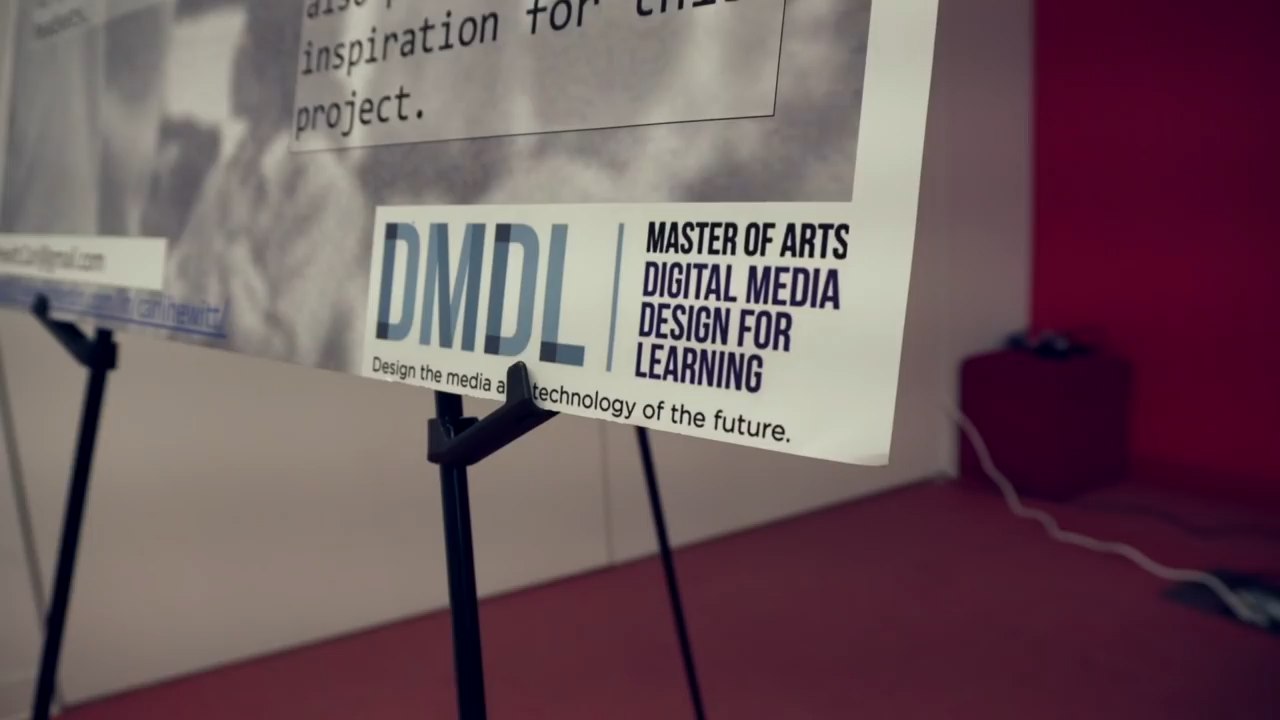 inspiration for this
project.
DMDL
MASTER OF ARTS
DIGITAL MEDIA
DESIGN FOR
LEARNING
Design the media a technology of the future.